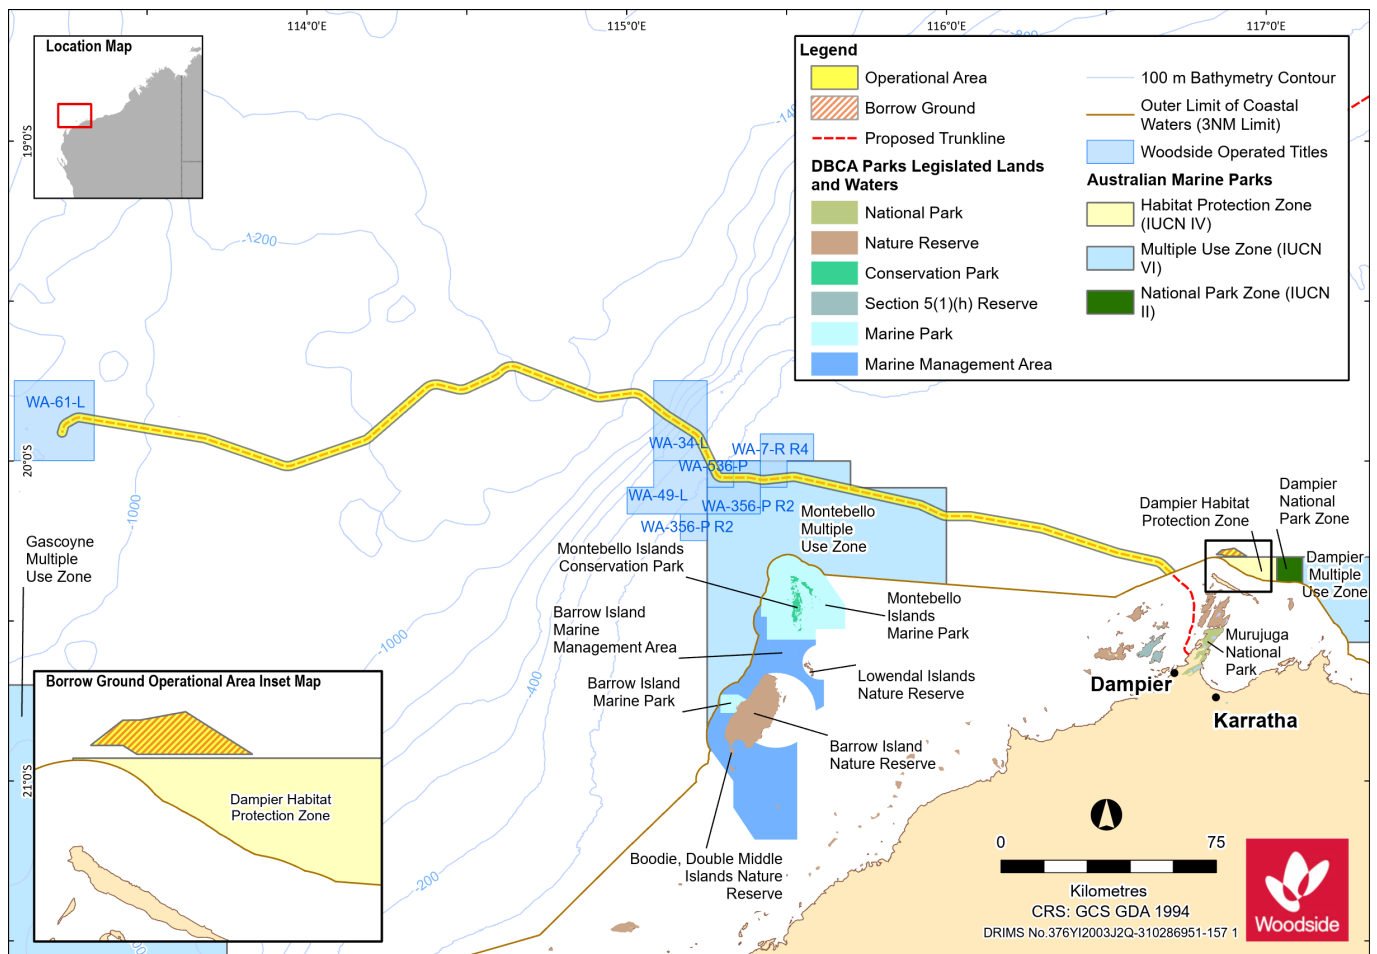 114°0'E
115°0'E
116°0'E
117°0'E
Location Map
19°0'S
20°0'S
21°0'S
Legend
Operational Area
Borrow Ground
Proposed Trunkline
DBCA Parks Legislated Lands
and Waters
National Park
Nature Reserve
Conservation Park
Section 5(1)(h) Reserve
Marine Park
Marine Management Area
100 m Bathymetry Contour
Outer Limit of Coastal
Waters (3NM Limit)
Woodside Operated Titles
Australian Marine Parks
Habitat Protection Zone
(IUCN IV)
Multiple Use Zone (IUCN
VI)
National Park Zone (IUCN
II)
-1200
-1000
-1000
-400
-200
WA-61-L
WA-34-L
WA-7-R R4
WA-536-P
WA-49-L
WA-356-P R2
WA-356-P R2
Montebello
Multiple
Use Zone
Dampier Habitat
Protection Zone
Dampier
National
Park Zone
Dampier
Multiple
Use Zone
Gascoyne
Multiple
Use Zone
Montebello Islands
Conservation Park
Barrow Island
Marine
Management Area
Barrow Island
Marine Park
Montebello
Islands
Marine Park
Lowendal Islands
Nature Reserve
Barrow Island
Nature Reserve
Boodie, Double Middle
Islands Nature
Reserve
Murujuga
National
Park
Dampier
Karratha
Borrow Ground Operational Area Inset Map
Dampier Habitat
Protection Zone
0
75
Kilometres
CRS: GCS GDA 1994
DRIMS No.376YI2003J2Q-310286951-157 1
Woodside